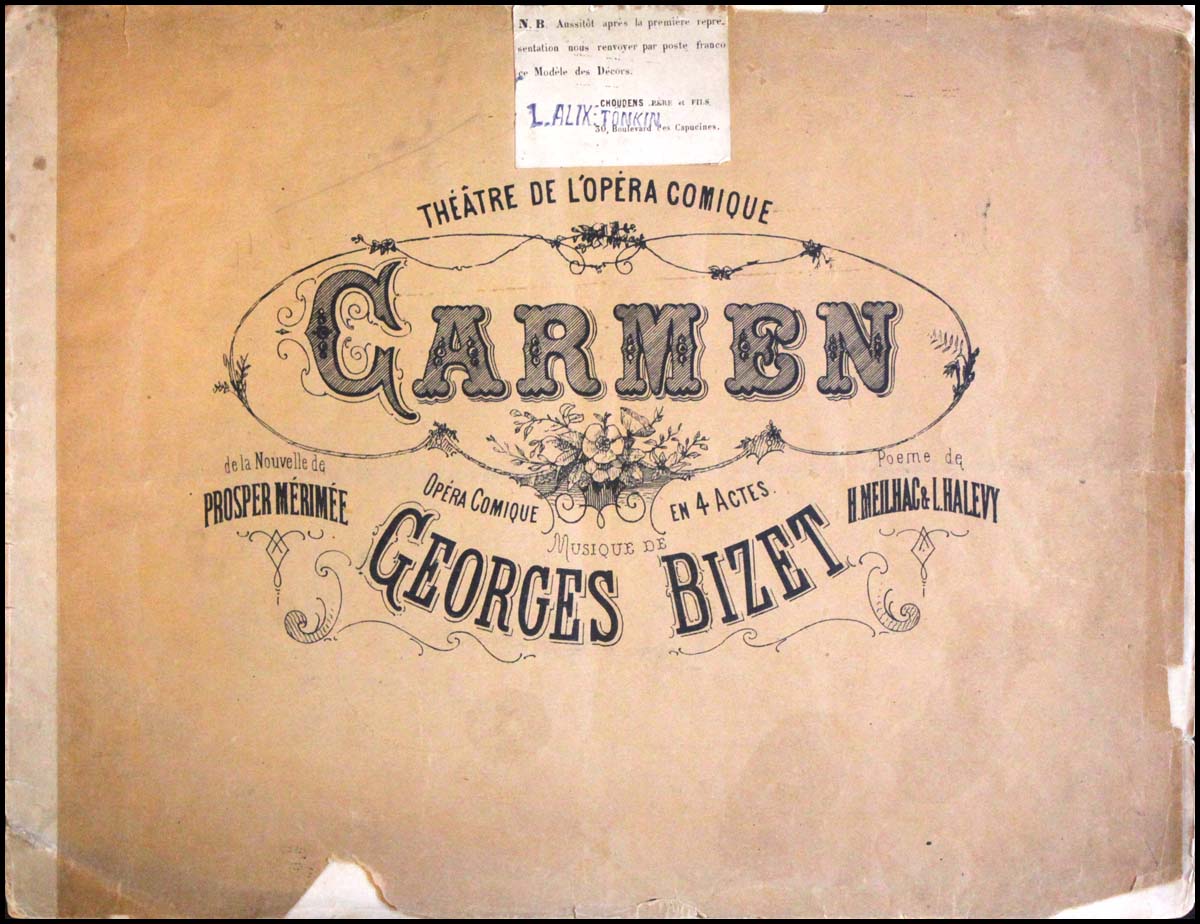 N. B. Aussitôt après la première repré-
sentation nous renvoyer par poste franco
ce Modèle des Décors.
CHOUDENS PÈRE et FILS
L. ALIX-TONKIN
30, Boulevard des Capucines.
THÉÂTRE DE L'OPÉRA COMIQUE
CARMEN
de la Nouvelle de
PROSPER MÉRIMÉE
OPÉRA COMIQUE EN 4 ACTES.
Poeme de
H. MEILHAC & L. HALEVY
MUSIQUE DE
GEORGES BIZET